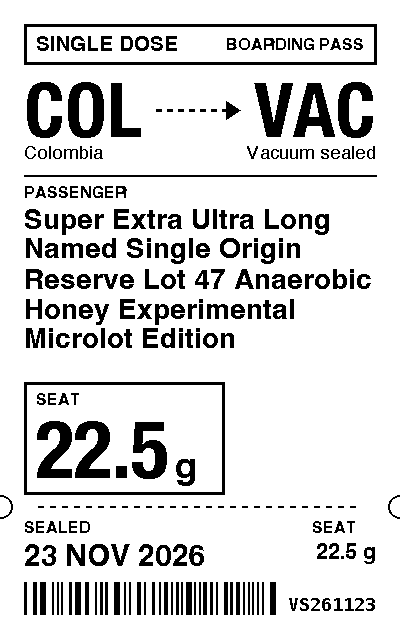 SINGLE DOSE BOARDING PASS
COL VAC
Colombia Vacuum sealed
PASSENGER
Super Extra Ultra Long
Named Single Origin
Reserve Lot 47 Anaerobic
Honey Experimental
Microlot Edition
SEAT
22.5 g
SEALED SEAT
23 NOV 2026 22.5 g
VS261123